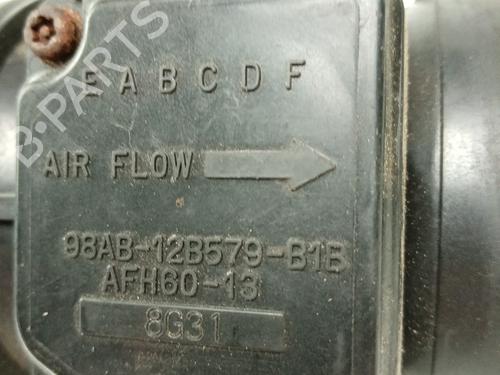 B-PARTS
E A B C D F
AIR FLOW
98AB-12B579-B1B
AFH60-13
8G31